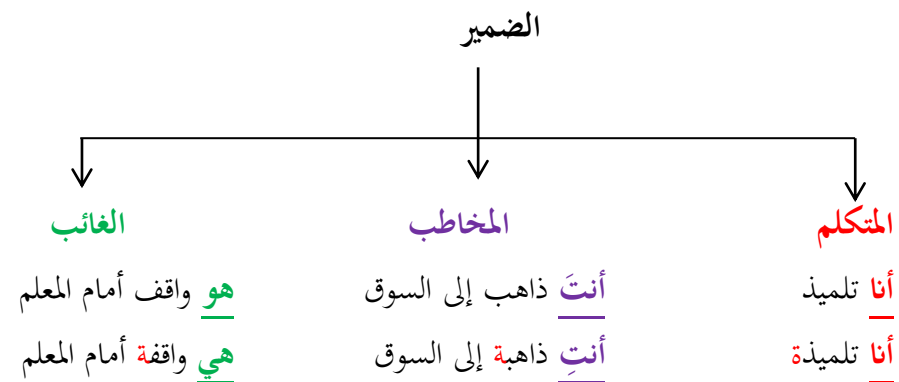 الضمير
المتكلم المخاطب الغائب
أنا تلميذ أنتَ ذاهب إلى السوق هو واقف أمام المعلم
أنا تلميذة أنتِ ذاهبة إلى السوق هي واقفة أمام المعلم